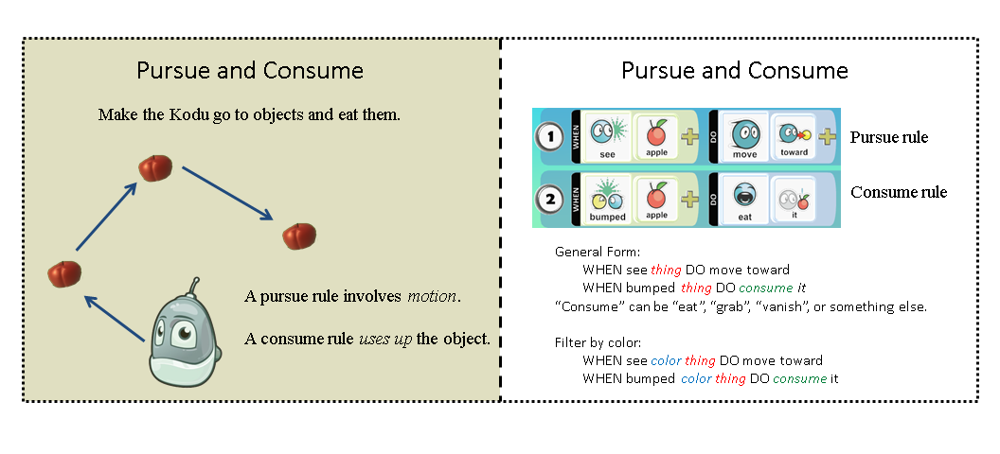 Pursue and Consume
Make the Kodu go to objects and eat them.
A pursue rule involves motion.
A consume rule uses up the object.
Pursue and Consume
1 WHEN see apple DO move toward
Pursue rule
2 WHEN bumped apple DO eat it
Consume rule
General Form:
WHEN see thing DO move toward
WHEN bumped thing DO consume it
“Consume” can be “eat”, “grab”, “vanish”, or something else.
Filter by color:
WHEN see color thing DO move toward
WHEN bumped color thing DO consume it